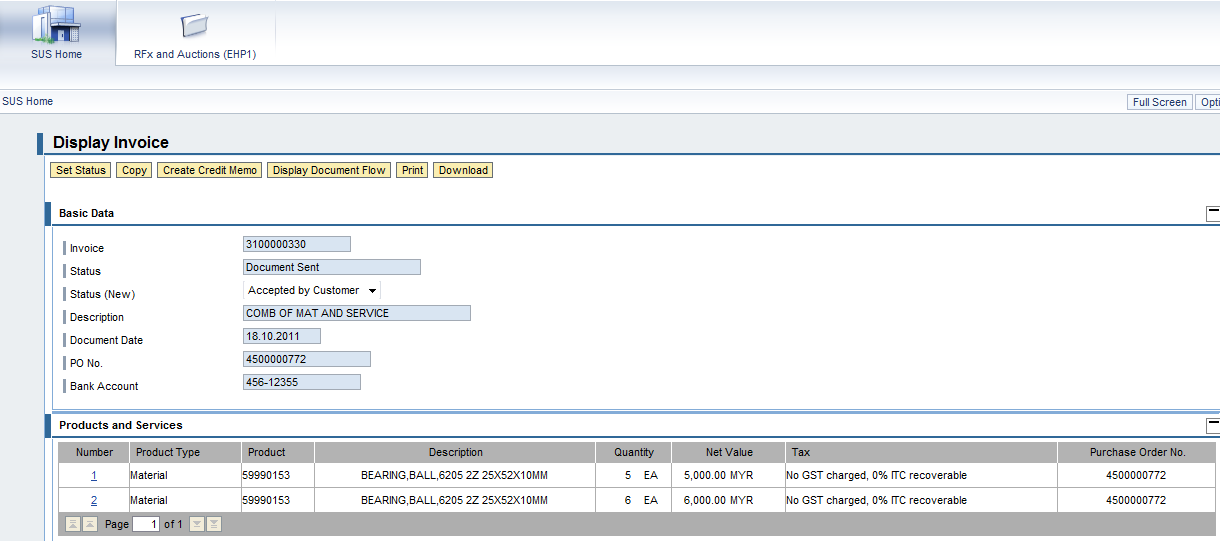 SUS Home
RFx and Auctions (EHP1)
SUS Home
Full Screen
Opti
Display Invoice
Set Status Copy Create Credit Memo Display Document Flow Print Download
Basic Data
Invoice 3100000330
Status Document Sent
Status (New) Accepted by Customer
Description COMB OF MAT AND SERVICE
Document Date 18.10.2011
PO No. 4500000772
Bank Account 456-12355
Products and Services
Number Product Type Product Description Quantity Net Value Tax Purchase Order No.
1 Material 59990153 BEARING,BALL,6205 2Z 25X52X10MM 5 EA 5,000.00 MYR No GST charged, 0% ITC recoverable 4500000772
2 Material 59990153 BEARING,BALL,6205 2Z 25X52X10MM 6 EA 6,000.00 MYR No GST charged, 0% ITC recoverable 4500000772
Page 1 of 1